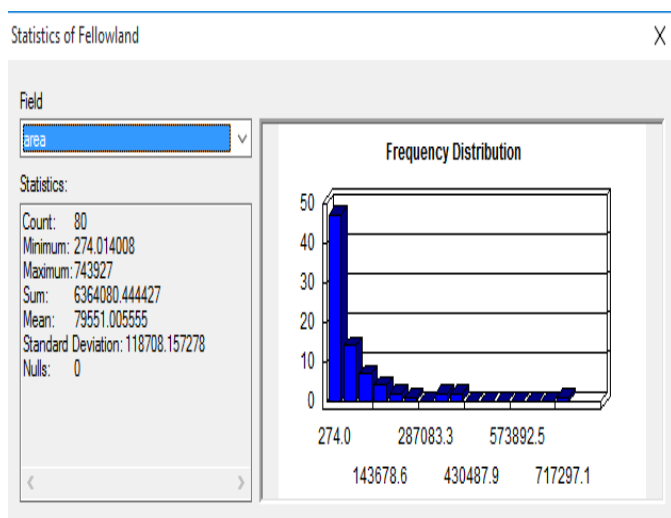 Statistics of Fellowland
X
Field
area
Statistics:
Count: 80
Minimum: 274.014008
Maximum: 743927
Sum: 6364080.444427
Mean: 79551.005555
Standard Deviation: 118708.157278
Nulls: 0
Frequency Distribution
50
40
30
20
10
0
274.0 287083.3 573892.5
143678.6 430487.9 717297.1